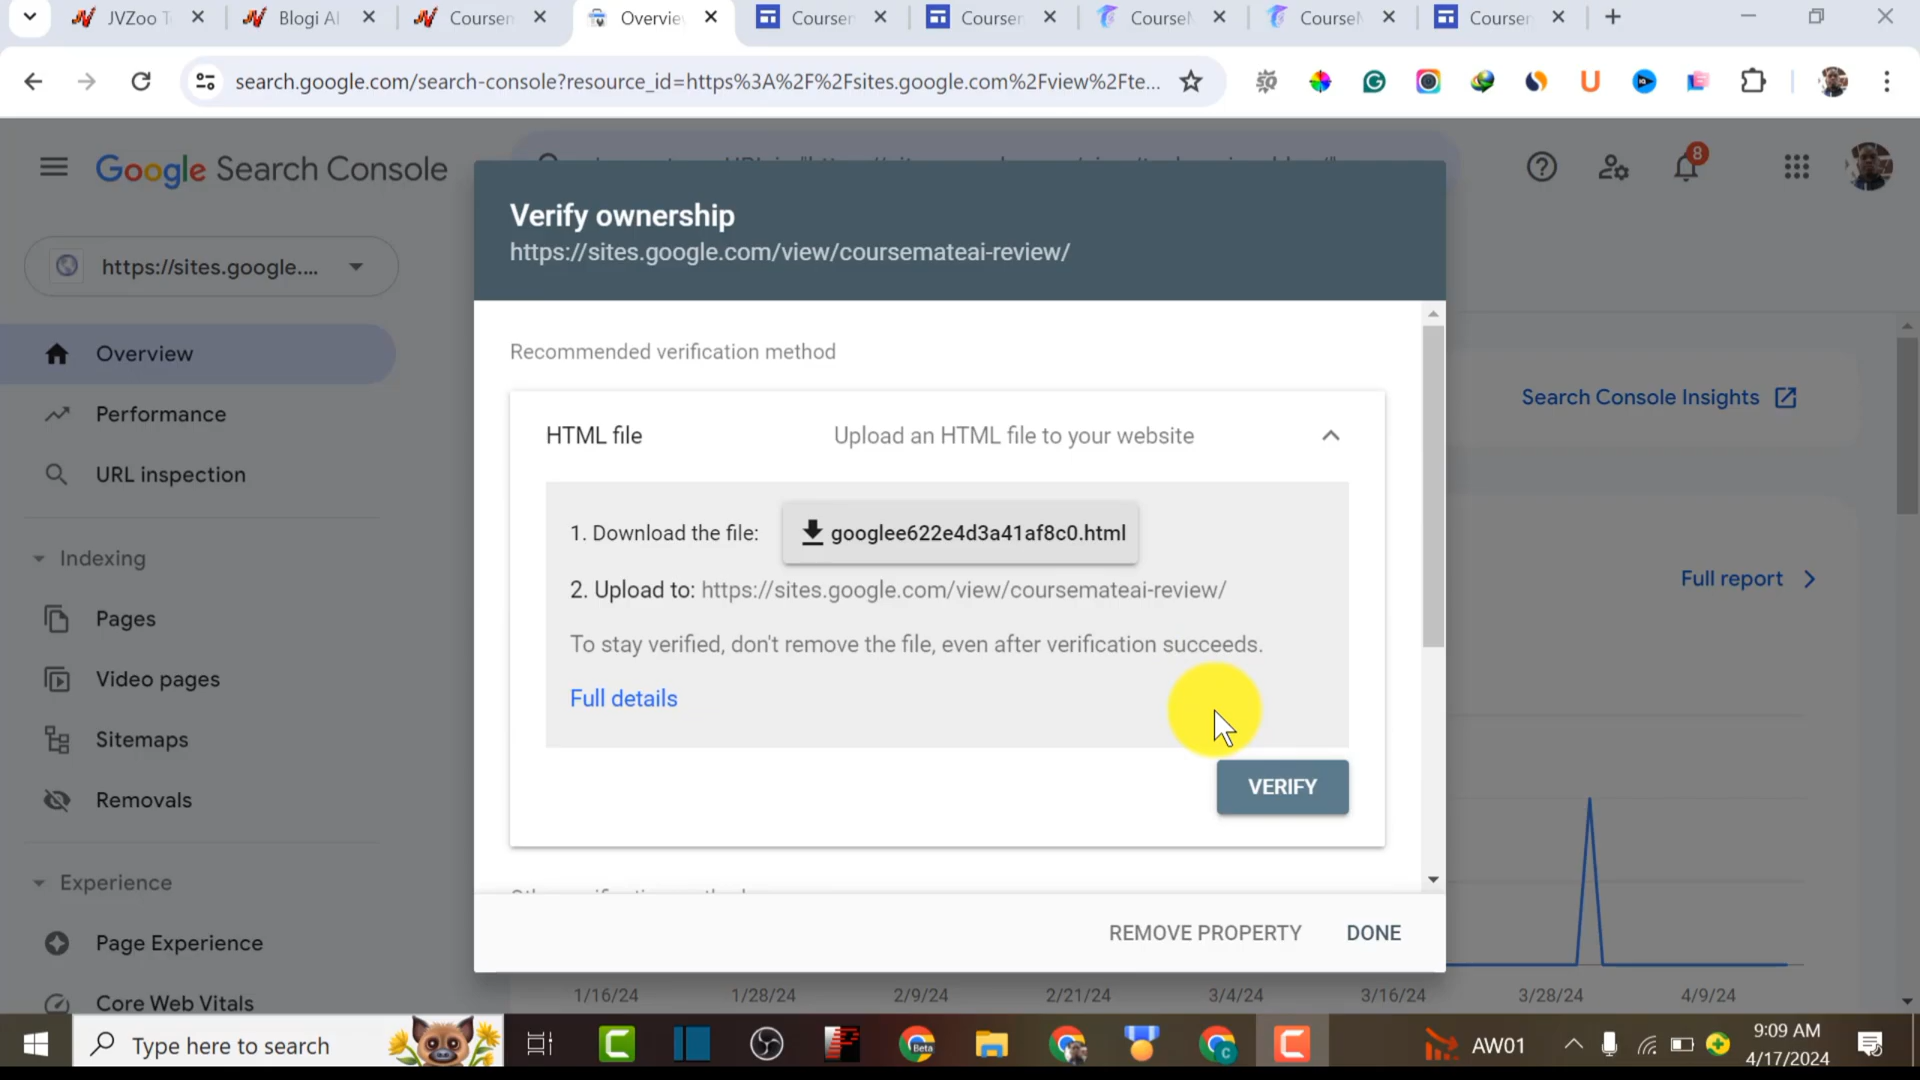 JVZoo
Blogi AI
Coursem
Overvie
Course
Course
CourseM
CourseM
Course
search.google.com/search-console?resource_id=https%3A%2F%2Fsites.google.com%2Fview%2Fte...
Google Search Console
8
Verify ownership
https://sites.google.com/view/coursemateai-review/
https://sites.google....
Recommended verification method
Overview
Search Console Insights
Performance
HTML file
Upload an HTML file to your website
URL inspection
1. Download the file:
googlee622e4d3a41af8c0.html
Indexing
Full report
2. Upload to: https://sites.google.com/view/coursemateai-review/
Pages
To stay verified, don't remove the file, even after verification succeeds.
Video pages
Full details
Sitemaps
VERIFY
Removals
Experience
REMOVE PROPERTY
DONE
Page Experience
Core Web Vitals
1/16/24
1/28/24
2/9/24
2/21/24
3/4/24
3/16/24
3/28/24
4/9/24
Type here to search
Beta
AW01
9:09 AM
4/17/2024